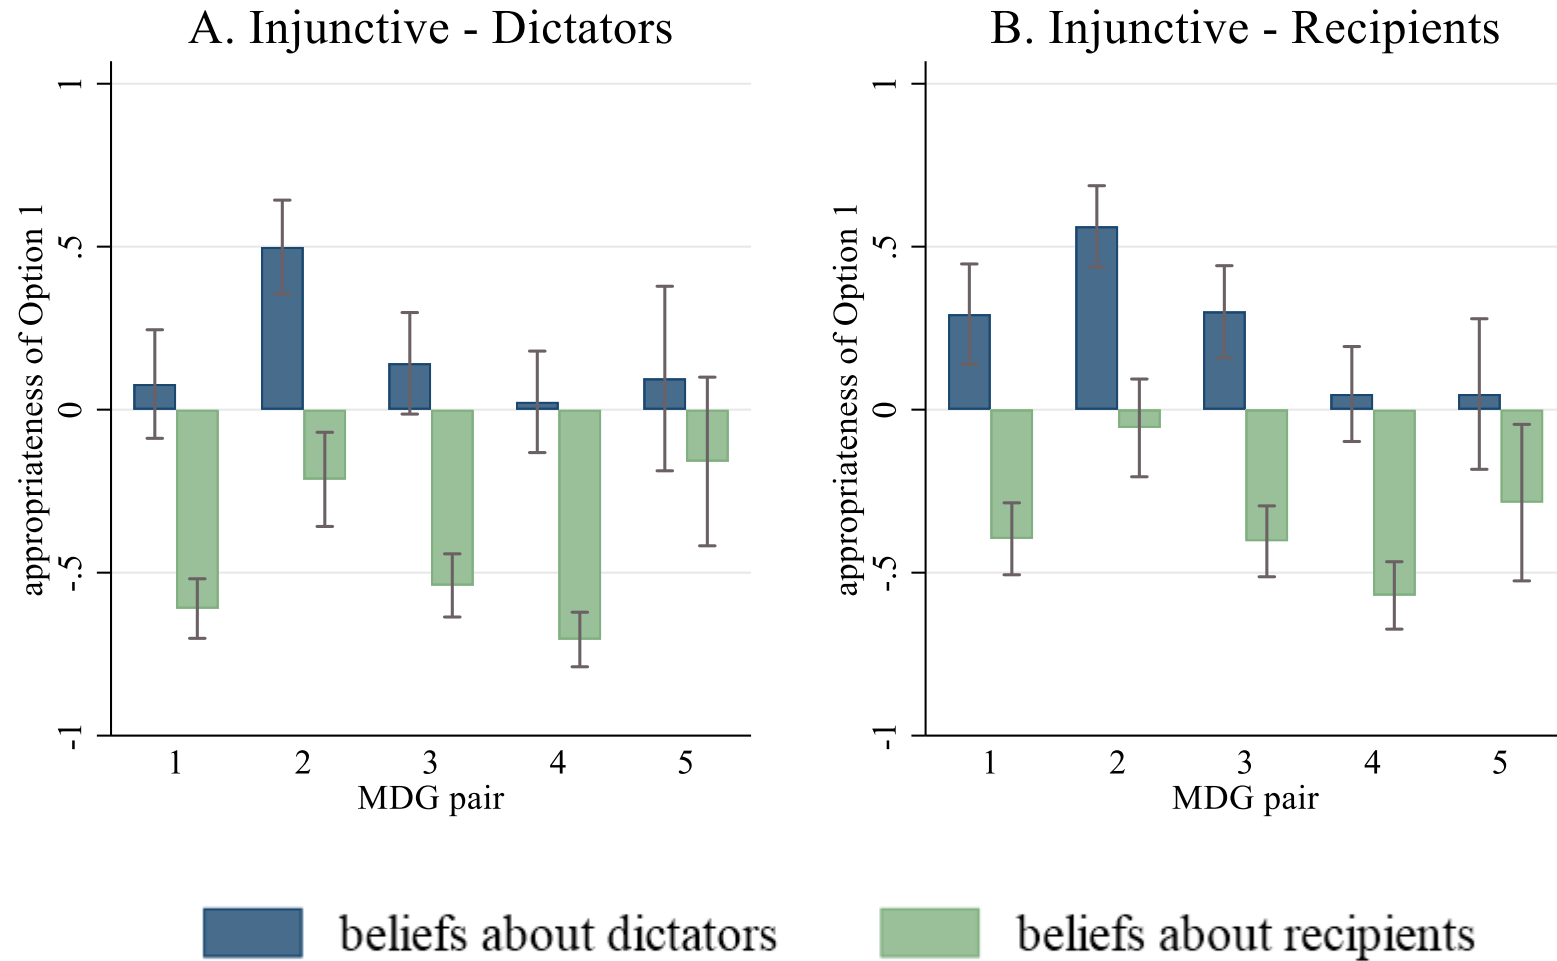 A. Injunctive - Dictators
appropriateness of Option 1
1
.5
0
-.5
-1
1 2 3 4 5
MDG pair
B. Injunctive - Recipients
appropriateness of Option 1
1
.5
0
-.5
-1
1 2 3 4 5
MDG pair
beliefs about dictators
beliefs about recipients